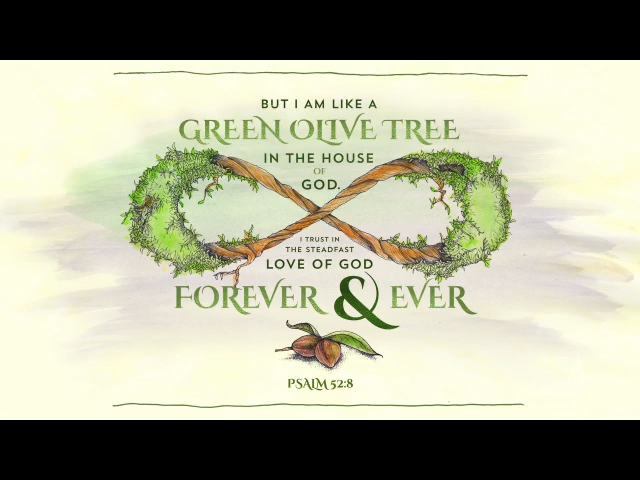 BUT I AM LIKE A
GREEN OLIVE TREE
IN THE HOUSE
OF
GOD.
I TRUST IN
THE STEADFAST
LOVE OF GOD
FOREVER & EVER
PSALM 52:8